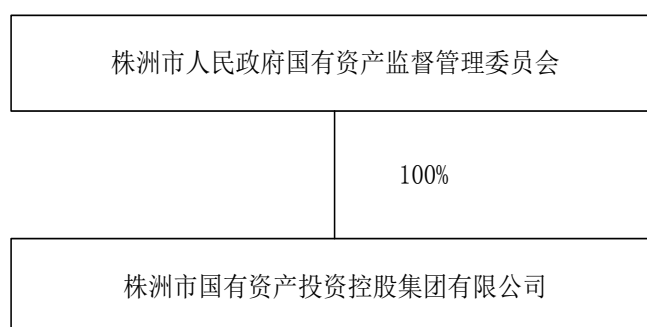 株洲市人民政府国有资产监督管理委员会
100%
株洲市国有资产投资控股集团有限公司